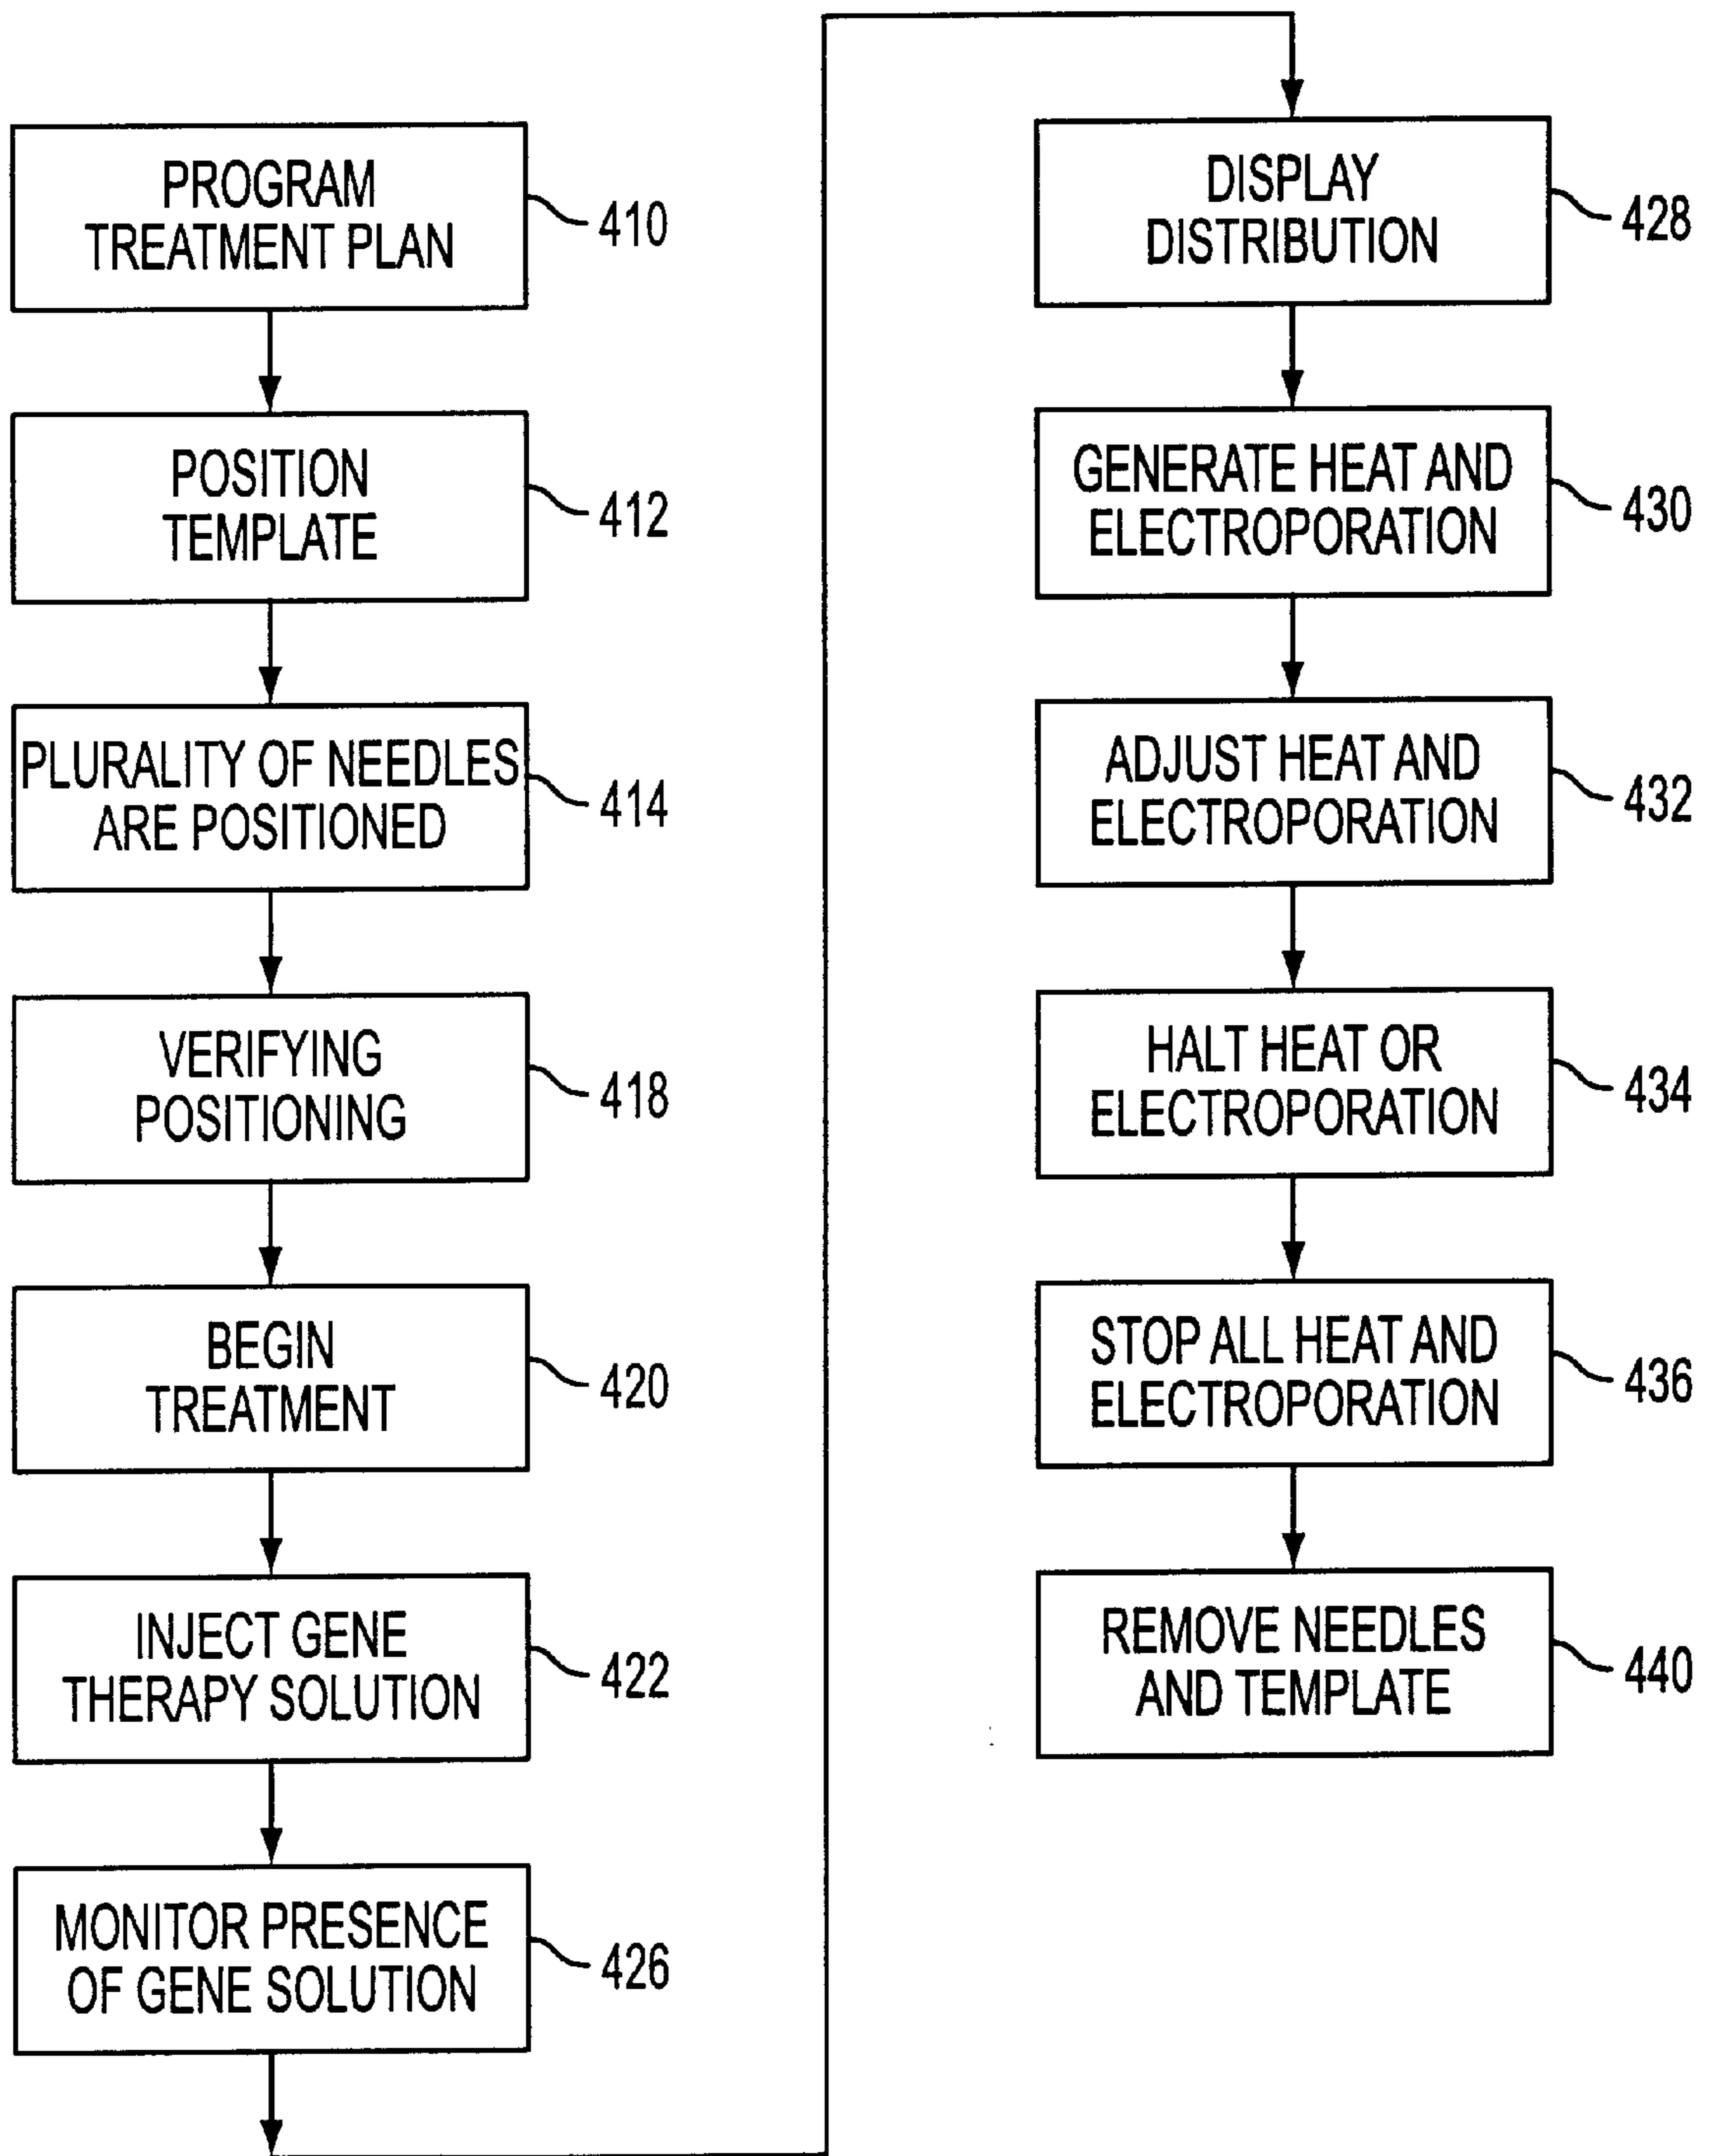 PROGRAM
TREATMENT PLAN
410
POSITION
TEMPLATE
412
PLURALITY OF NEEDLES
ARE POSITIONED
414
VERIFYING
POSITIONING
418
BEGIN
TREATMENT
420
INJECT GENE
THERAPY SOLUTION
422
MONITOR PRESENCE
OF GENE SOLUTION
426
DISPLAY
DISTRIBUTION
428
GENERATE HEAT AND
ELECTROPORATION
430
ADJUST HEAT AND
ELECTROPORATION
432
HALT HEAT OR
ELECTROPORATION
434
STOP ALL HEAT AND
ELECTROPORATION
436
REMOVE NEEDLES
AND TEMPLATE
440